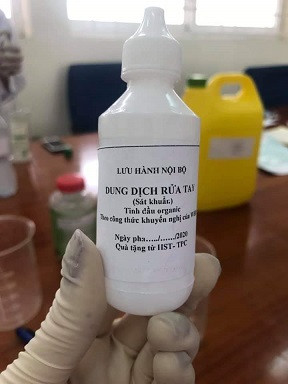 LƯU HÀNH NỘI BỘ
DUNG DỊCH RỬA TAY
(Sát khuẩn)
Tinh dầu organic
Theo công thức khuyến nghị của
Ngày pha...../....../2020
Quà tặng từ HST- TPC